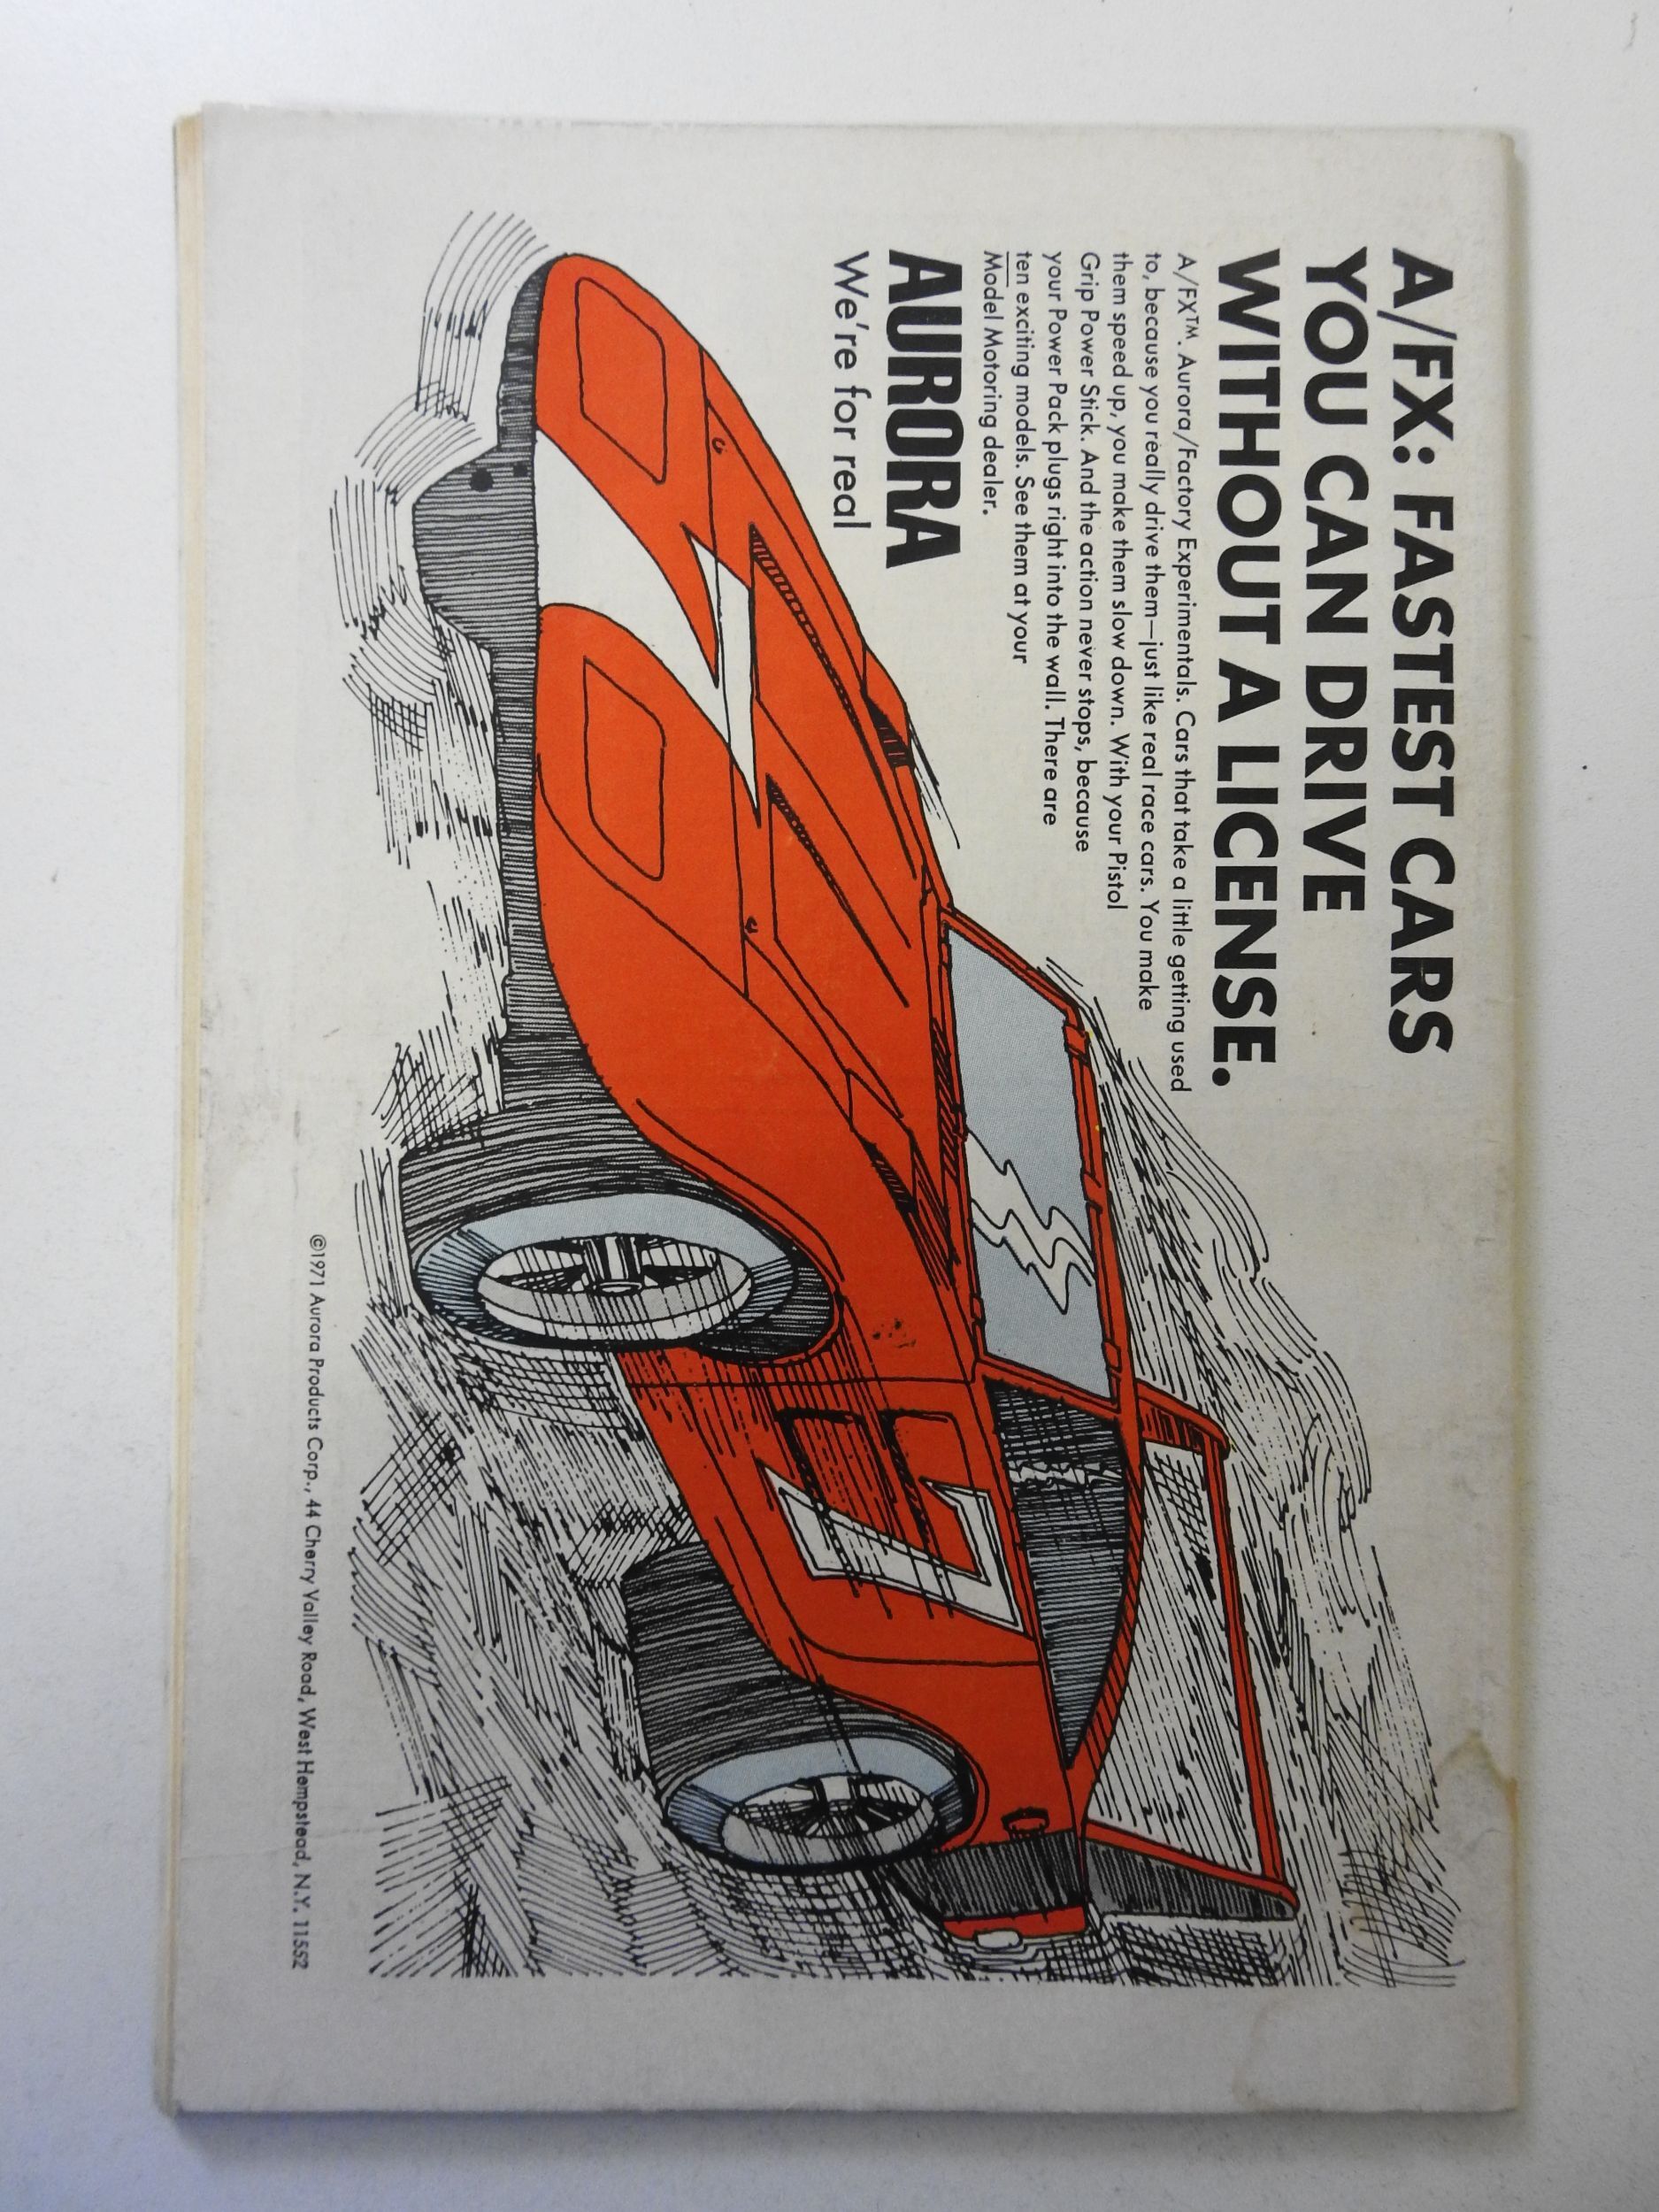 A/FX: FASTEST CARS
YOU CAN DRIVE
WITHOUT A LICENSE.
A/FX™. Aurora/Factory Experimentals. Cars that take a little getting used
to, because you really drive them—just like real race cars. You make
them speed up, you make them slow down. With your Pistol
Grip Power Stick. And the action never stops, because
your Power Pack plugs right into the wall. There are
ten exciting models. See them at your
Model Motoring dealer.
AURORA
We're for real
©1971 Aurora Products Corp., 44 Cherry Valley Road, West Hempstead, N.Y. 11552